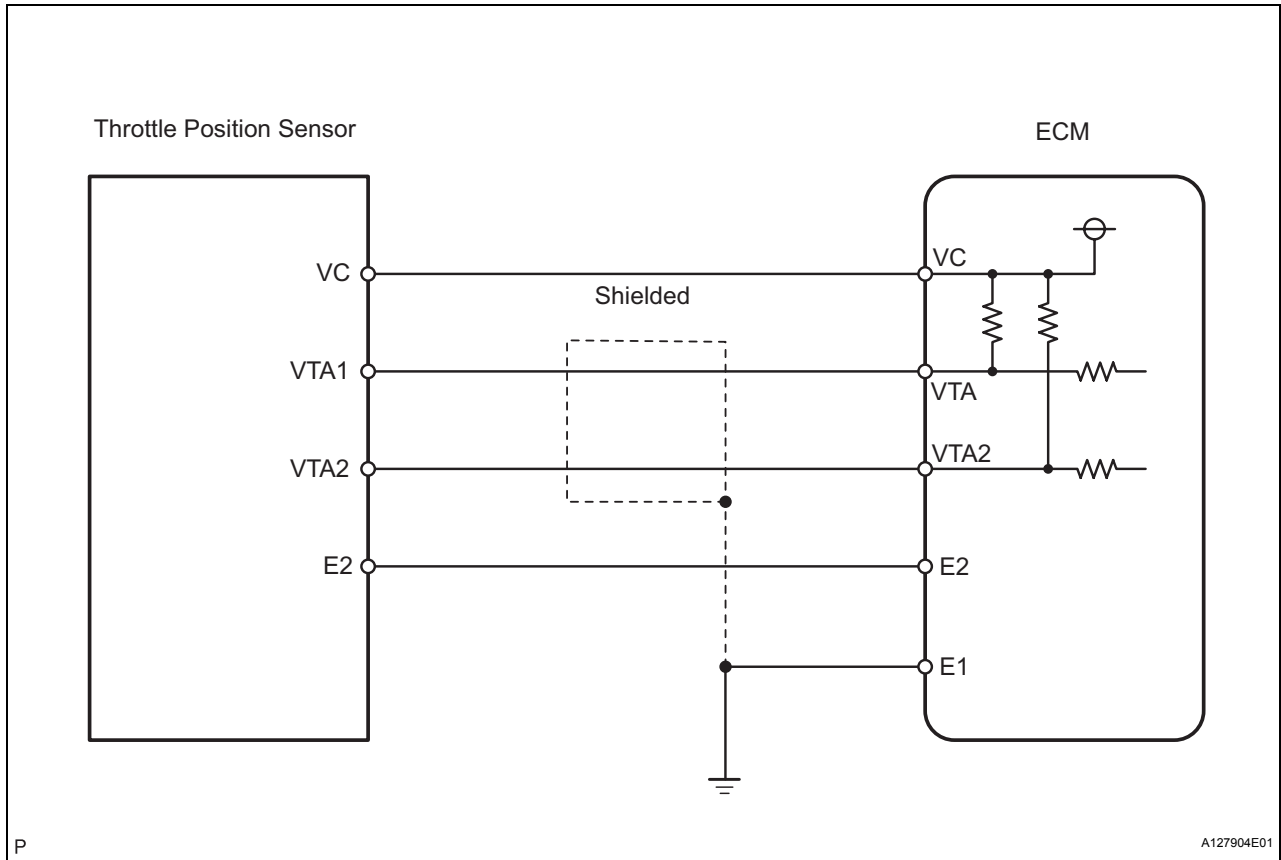 Throttle Position Sensor
ECM
VC
VC
Shielded
VTA1
VTA
VTA2
VTA2
E2
E2
E1
P
A127904E01